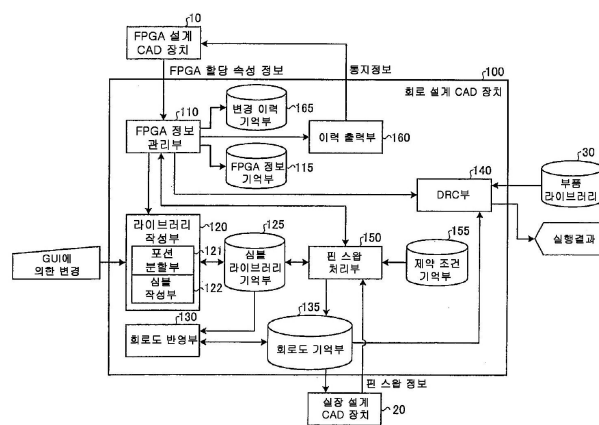 10
FPGA 설계
CAD 장치
FPGA 할당 속성 정보
통지정보
100
회로 설계 CAD 장치
110
FPGA 정보
관리부
변경 이력
기억부
165
이력 출력부
160
FPGA 정보
기억부
115
140
DRC부
30
부품
라이브러리
실행결과
120
라이브러리
작성부
포션
분할부
121
심볼
작성부
122
GUI에
의한 변경
125
심볼
라이브러리
기억부
150
핀 스왑
처리부
155
제약 조건
기억부
130
회로도 반영부
135
회로도 기억부
핀 스왑 정보
실장 설계
CAD 장치
20